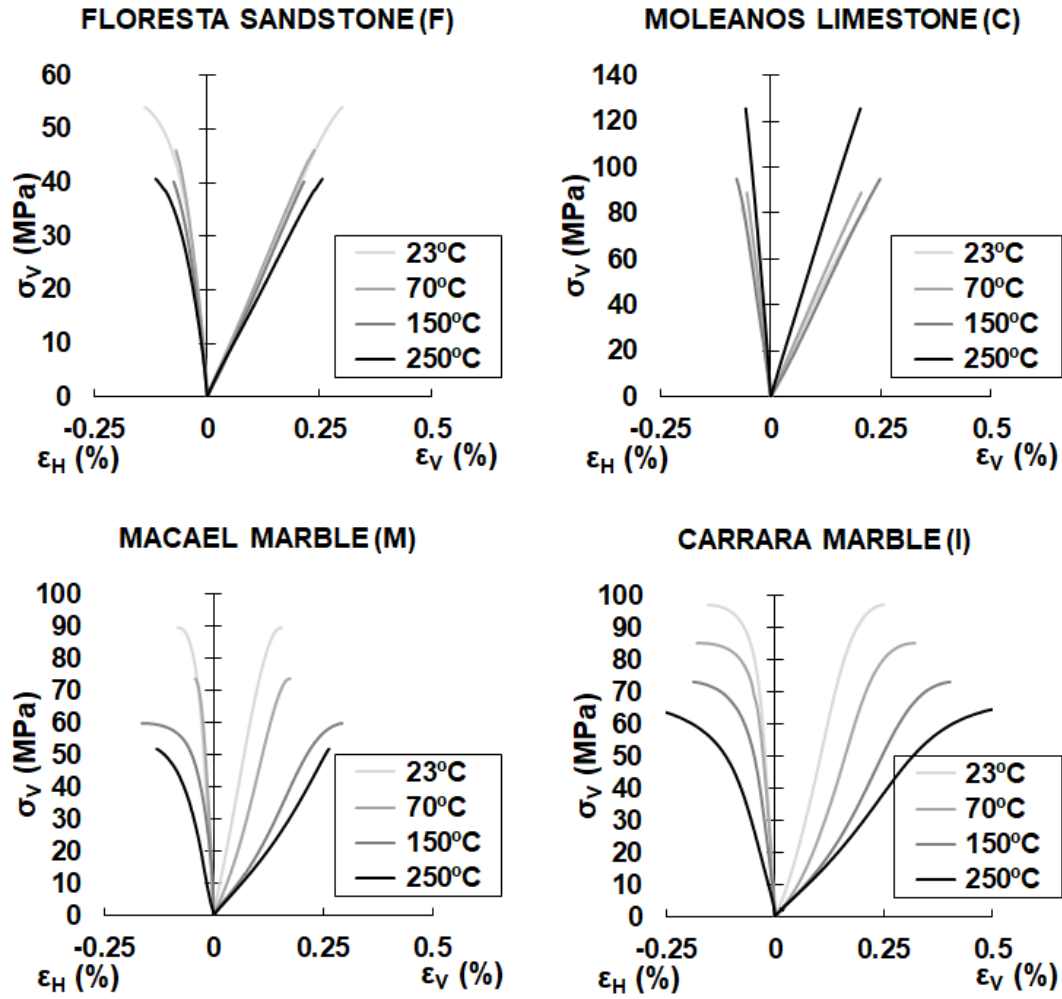 FLORESTA SANDSTONE (F)
60
50
40
30
20
10
0
σV (MPa)
-0.25 0 0.25 0.5
εH (%) εV (%)
23ºC
70ºC
150ºC
250ºC
MOLEANOS LIMESTONE (C)
140
120
100
80
60
40
20
0
σV (MPa)
-0.25 0 0.25 0.5
εH (%) εV (%)
23ºC
70ºC
150ºC
250ºC
MACAEL MARBLE (M)
100
90
80
70
60
50
40
30
20
10
0
σV (MPa)
-0.25 0 0.25 0.5
εH (%) εV (%)
23ºC
70ºC
150ºC
250ºC
CARRARA MARBLE (I)
100
90
80
70
60
50
40
30
20
10
0
σV (MPa)
-0.25 0 0.25 0.5
εH (%) εV (%)
23ºC
70ºC
150ºC
250ºC